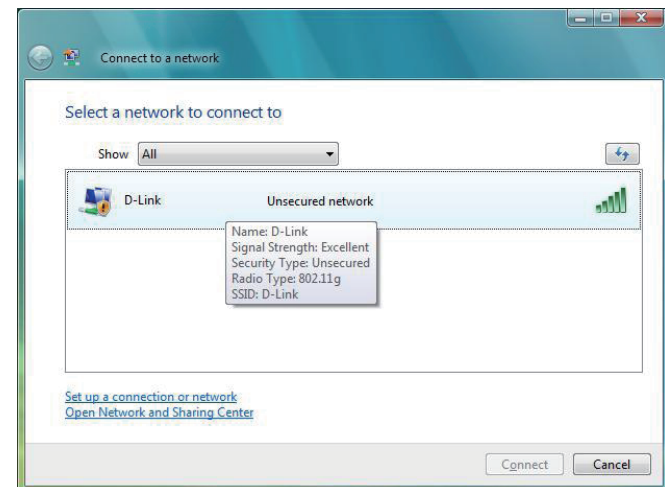 Connect to a network
Select a network to connect to
Show All
D-Link Unsecured network
Name: D-Link
Signal Strength: Excellent
Security Type: Unsecured
Radio Type: 802.11g
SSID: D-Link
Set up a connection or network
Open Network and Sharing Center
Connect Cancel